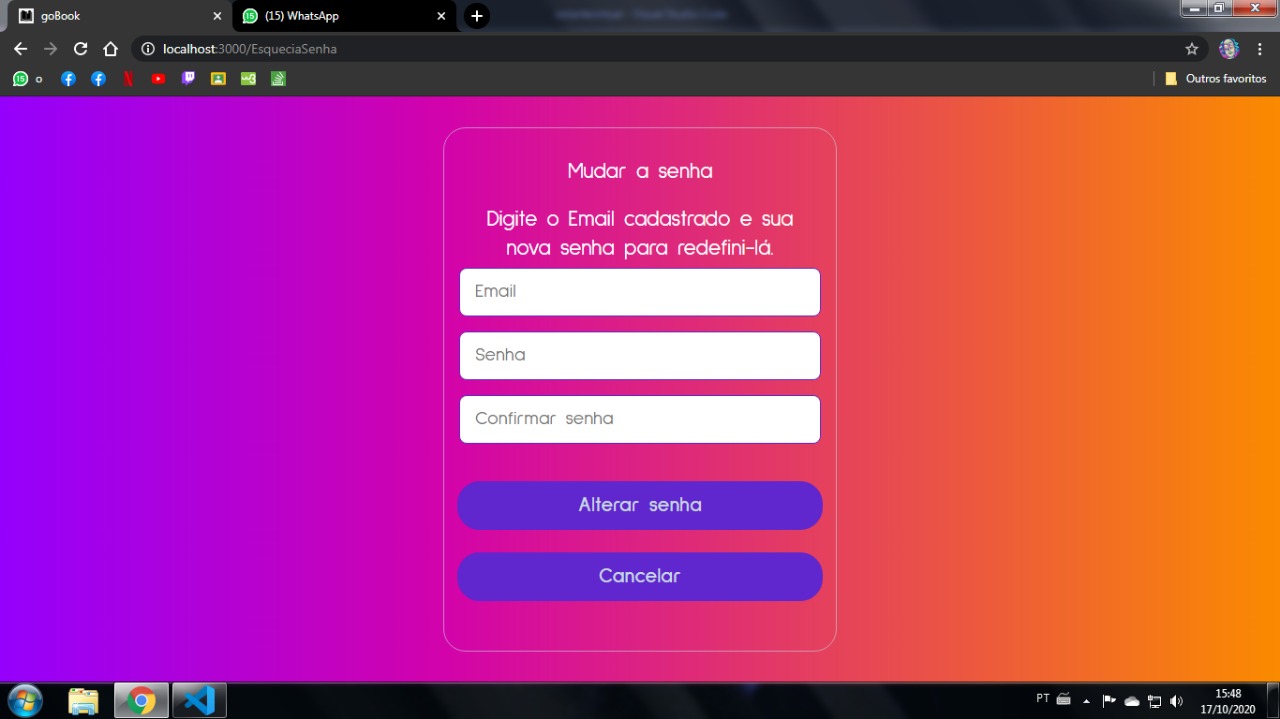 goBook
(15) WhatsApp
localhost:3000/EsqueciaSenha
Outros favoritos
Mudar a senha
Digite o Email cadastrado e sua
nova senha para redefini-lá.
Email
Senha
Confirmar senha
Alterar senha
Cancelar
PT
15:48
17/10/2020